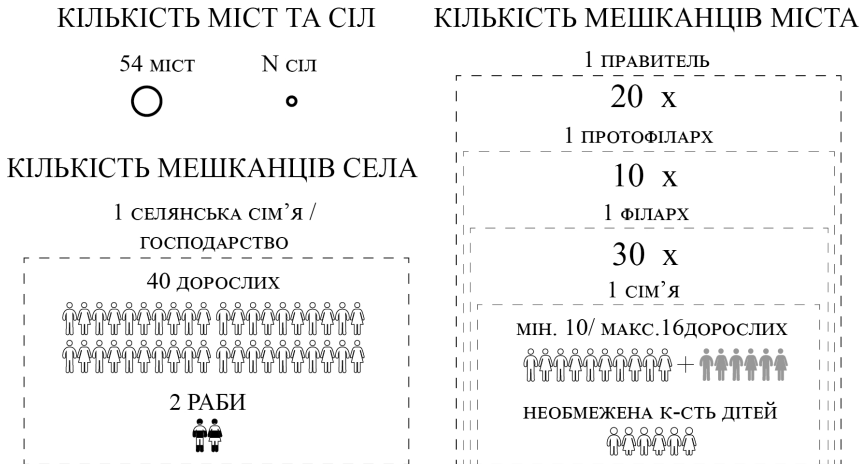 КІЛЬКІСТЬ МІСТ ТА СІЛ
54 МІСТ
N СІЛ
КІЛЬКІСТЬ МЕШКАНЦІВ СЕЛА
1 СЕЛЯНСЬКА СІМ’Я /
ГОСПОДАРСТВО
40 ДОРОСЛИХ
2 РАБИ
КІЛЬКІСТЬ МЕШКАНЦІВ МІСТА
1 ПРАВИТЕЛЬ
20 х
1 ПРОТОФІЛАРХ
10 х
1 ФІЛАРХ
30 х
1 СІМ’Я
МІН. 10/ МАКС.16ДОРОСЛИХ
+
НЕОБМЕЖЕНА К-СТЬ ДІТЕЙ